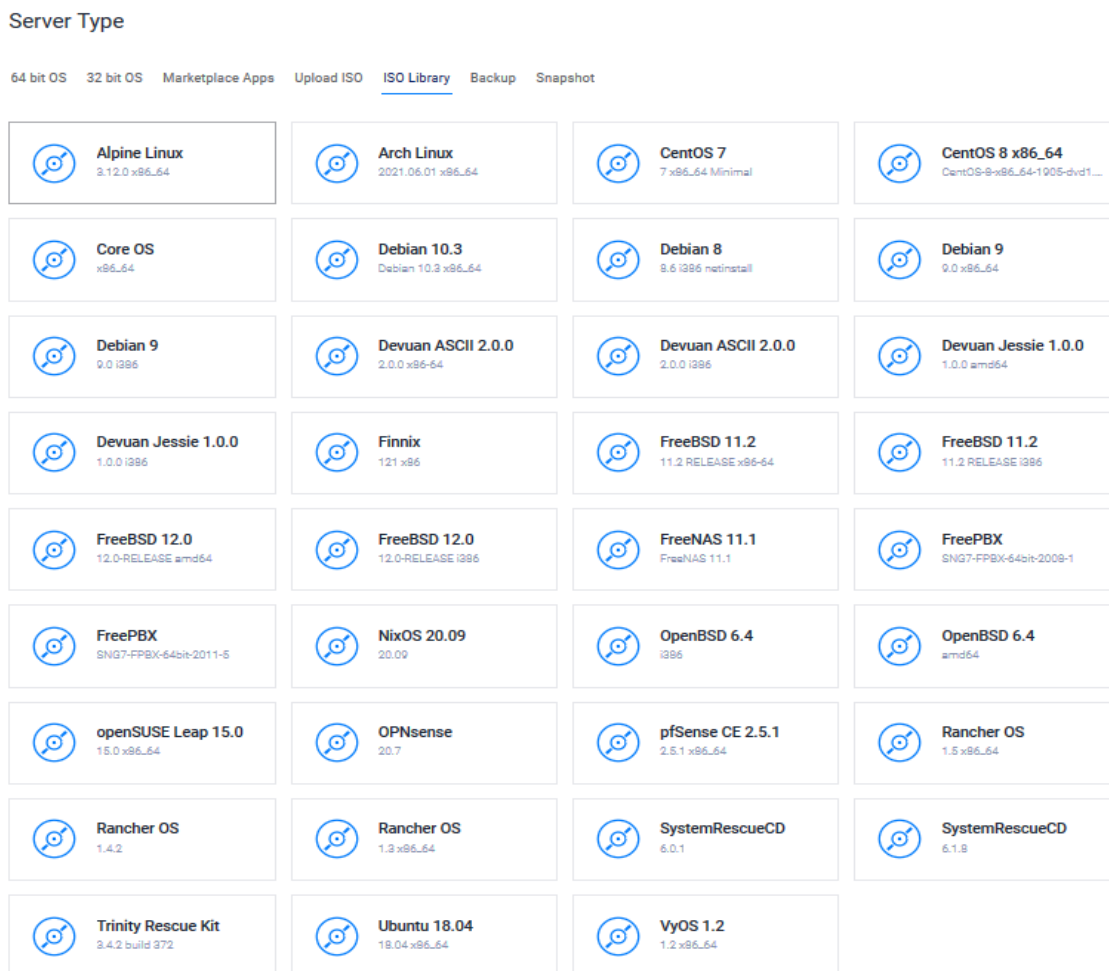 Server Type
64 bit OS 32 bit OS Marketplace Apps Upload ISO ISO Library Backup Snapshot
Alpine Linux
3.12.0 x86_64
Arch Linux
2021.06.01 x86_64
CentOS 7
7 x86_64 Minimal
CentOS 8 x86_64
CentOS-8-x86_64-1905-dvd1....
Core OS
x86_64
Debian 10.3
Debian 10.3 x86_64
Debian 8
8.6 i386 netinstall
Debian 9
9.0 x86_64
Debian 9
9.0 i386
Devuan ASCII 2.0.0
2.0.0 x86-64
Devuan ASCII 2.0.0
2.0.0 i386
Devuan Jessie 1.0.0
1.0.0 amd64
Devuan Jessie 1.0.0
1.0.0 i386
Finnix
121 x86
FreeBSD 11.2
11.2 RELEASE x86-64
FreeBSD 11.2
11.2 RELEASE i386
FreeBSD 12.0
12.0-RELEASE amd64
FreeBSD 12.0
12.0-RELEASE i386
FreeNAS 11.1
FreeNAS 11.1
FreePBX
SNG7-FPBX-64bit-2008-1
FreePBX
SNG7-FPBX-64bit-2011-5
NixOS 20.09
20.09
OpenBSD 6.4
i386
OpenBSD 6.4
amd64
openSUSE Leap 15.0
15.0 x86_64
OPNsense
20.7
pfSense CE 2.5.1
2.5.1 x86_64
Rancher OS
1.5 x86_64
Rancher OS
1.4.2
Rancher OS
1.3 x86_64
SystemRescueCD
6.0.1
SystemRescueCD
6.1.8
Trinity Rescue Kit
3.4.2 build 372
Ubuntu 18.04
18.04 x86_64
VyOS 1.2
1.2 x86_64